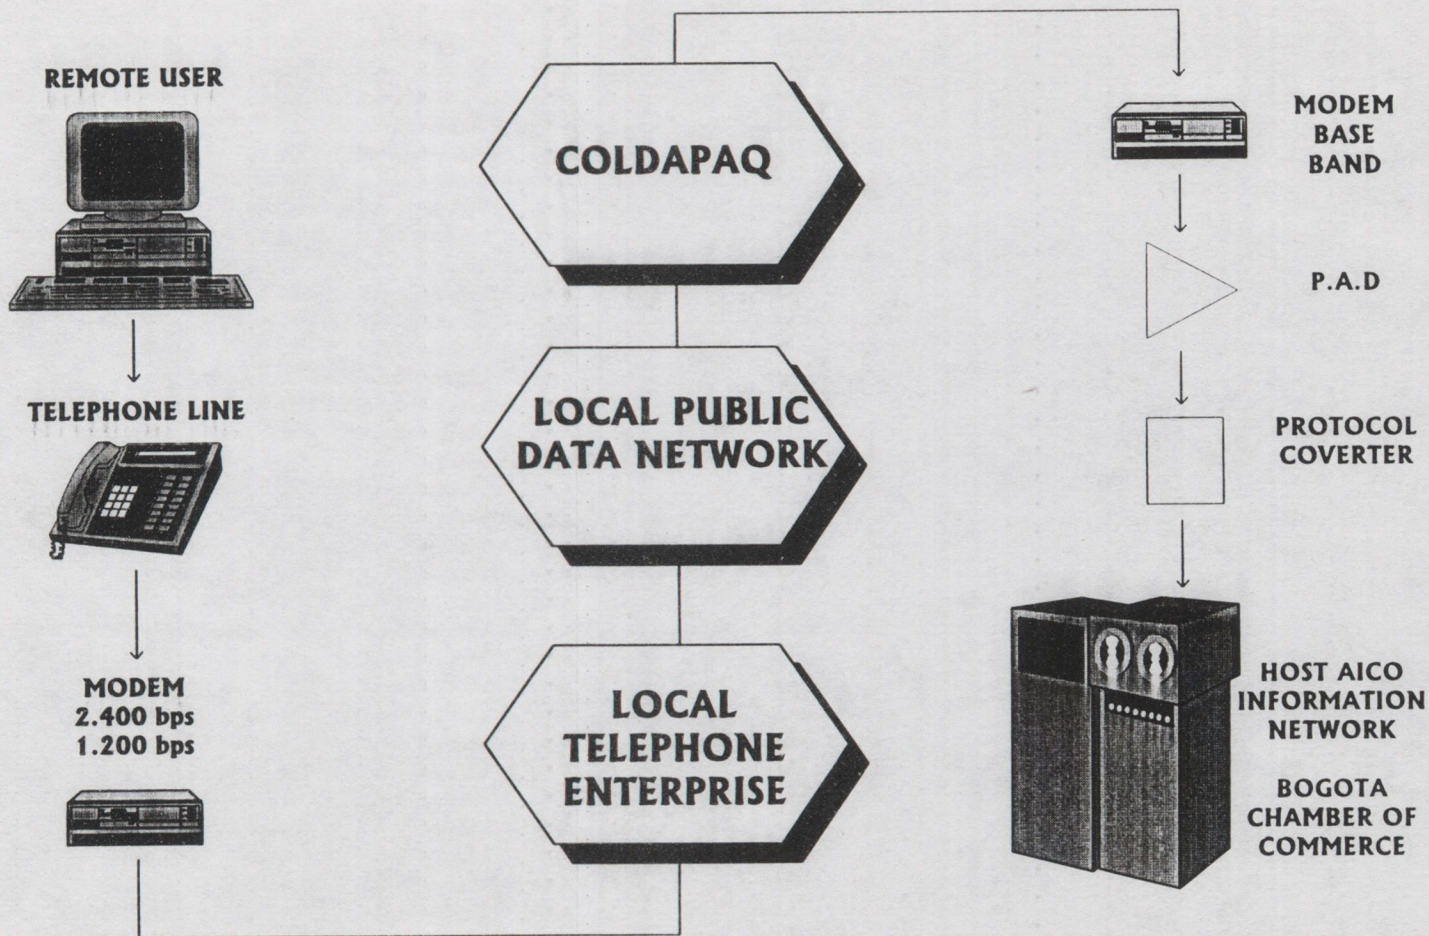 REMOTE USER
TELEPHONE LINE
MODEM
2.400 bps
1.200 bps
COLDAPAQ
LOCAL PUBLIC
DATA NETWORK
LOCAL
TELEPHONE
ENTERPRISE
MODEM
BASE
BAND
P.A.D
PROTOCOL
COVERTER
HOST AICO
INFORMATION
NETWORK
BOGOTA
CHAMBER OF
COMMERCE